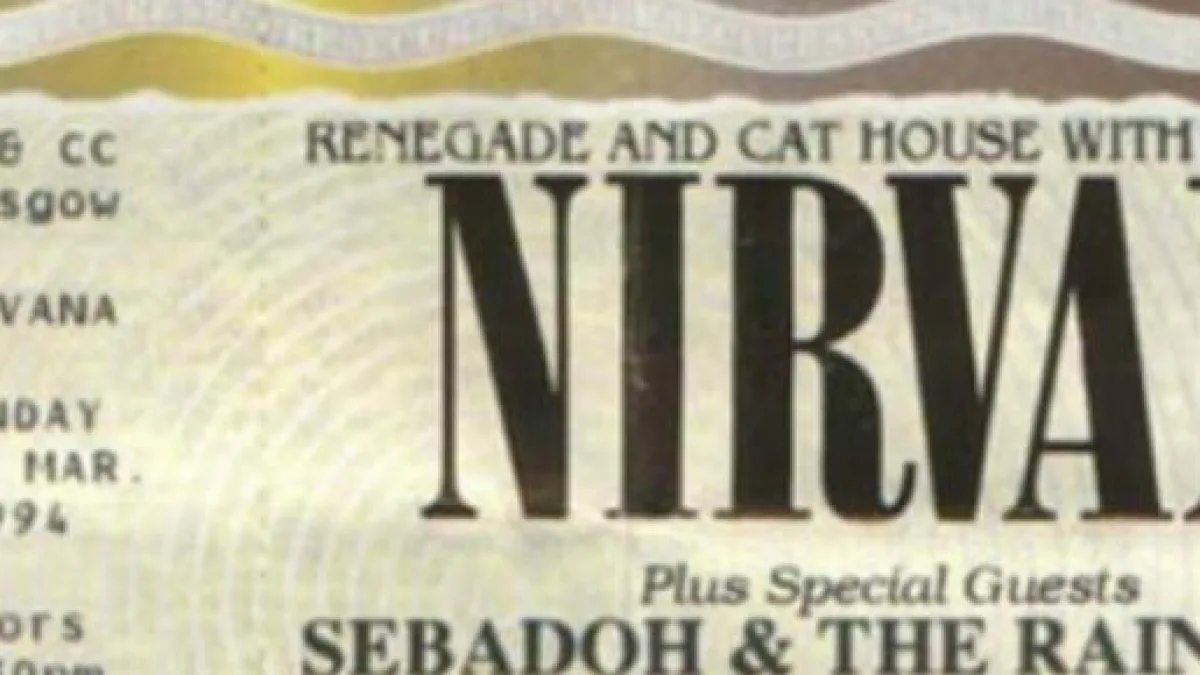 & CC
sgow
VANA
NDAY
MAR.
994
ors
30pm
RENEGADE AND CAT HOUSE WITH
NIRVA
Plus Special Guests
SEBADOH & THE RAIN